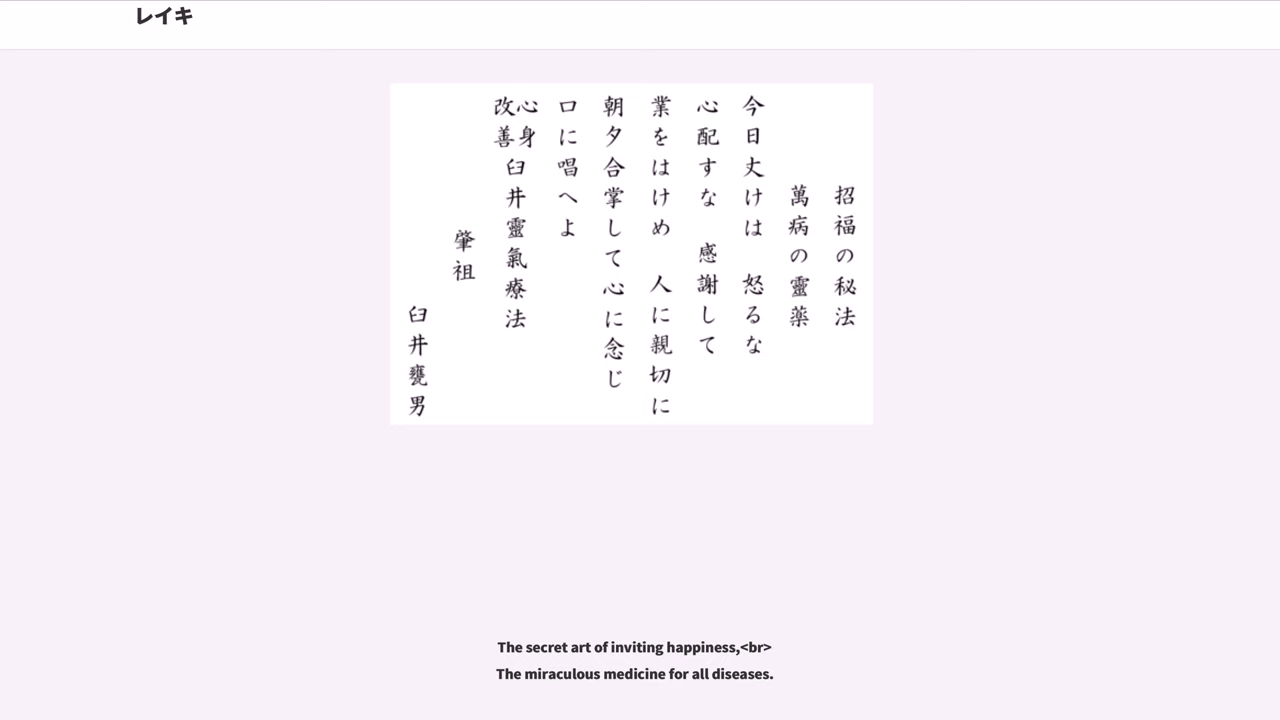 レイキ
招福の秘法
萬病の靈薬
今日丈けは 怒るな
心配すな 感謝して
業をはけめ 人に親切に
朝夕合掌して心に念じ
口に唱へよ
心身
改善
臼井靈氣療法
肇祖
臼井甕男
The secret art of inviting happiness,<br>
The miraculous medicine for all diseases.